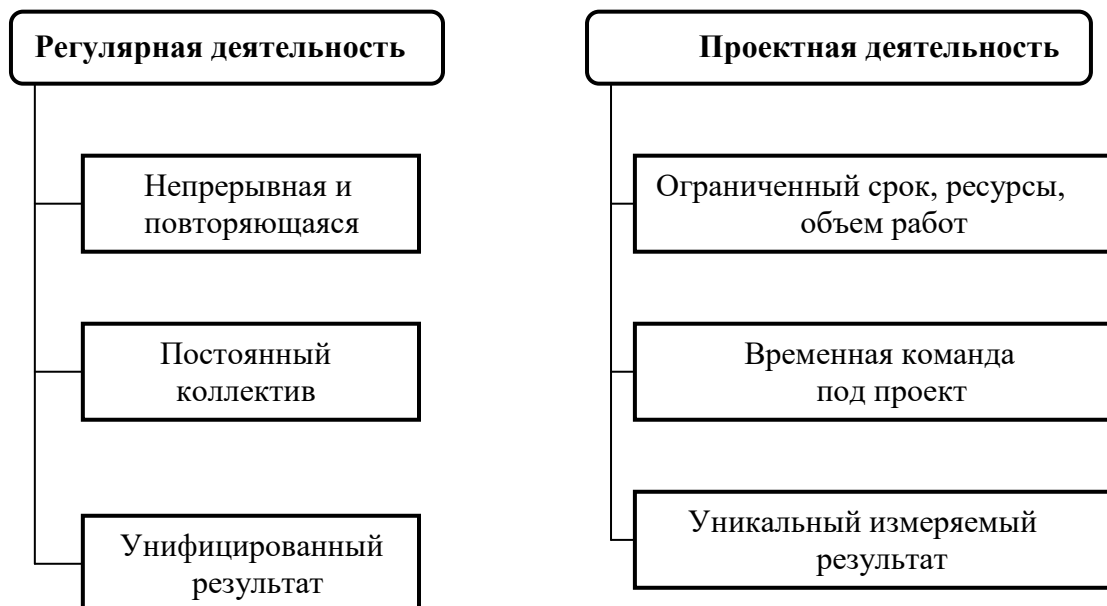 Регулярная деятельность
Непрерывная и
повторяющаяся
Постоянный
коллектив
Унифицированный
результат
Проектная деятельность
Ограниченный срок, ресурсы,
объем работ
Временная команда
под проект
Уникальный измеряемый
результат